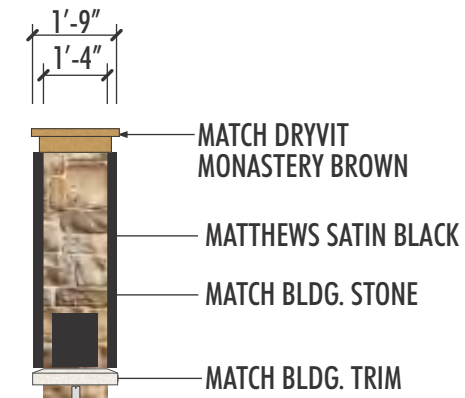 1'-9"
1'-4"
MATCH DRYVIT
MONASTERY BROWN
MATTHEWS SATIN BLACK
MATCH BLDG. STONE
MATCH BLDG. TRIM